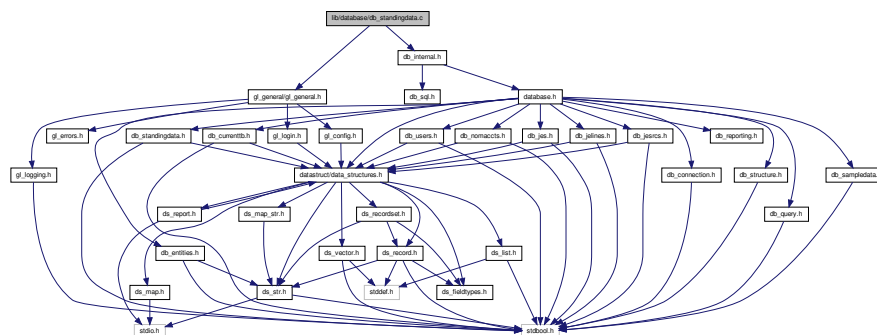 lib/database/db_standingdata.c
db_internal.h
gl_general/gl_general.h
db_sql.h
database.h
gl_errors.h
db_standingdata.h
db_currenttb.h
gl_login.h
gl_config.h
db_users.h
db_nomaccts.h
db_jes.h
db_jelines.h
db_jesrcs.h
db_reporting.h
gl_logging.h
datastruct/data_structures.h
db_connection.h
db_structure.h
db_sampledata.h
ds_report.h
ds_map_str.h
ds_recordset.h
db_query.h
db_entities.h
ds_vector.h
ds_record.h
ds_list.h
ds_map.h
ds_str.h
stddef.h
ds_fieldtypes.h
stdio.h
stdbool.h